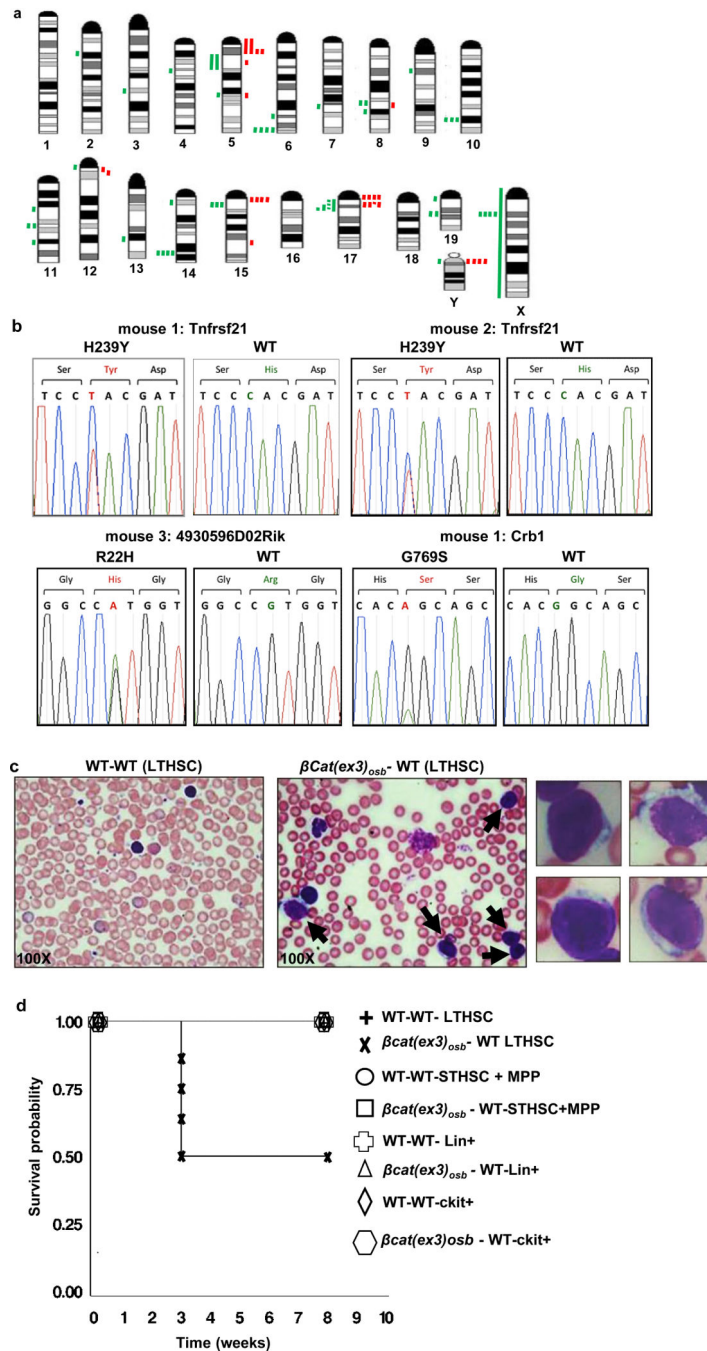 a
1 2 3 4 5 6 7 8 9 10
11 12 13 14 15 16 17 18 19
Y X
b
mouse 1: Tnfrsf21 mouse 2: Tnfrsf21
H239Y WT H239Y WT
Ser Tyr Asp Ser His Asp Ser Tyr Asp Ser His Asp
T C C T A C G A T T C C C A C G A T T C C T A C G A T T C C C A C G A T
mouse 3: 4930596D02Rik mouse 1: Crb1
R22H WT G769S WT
Gly His Gly Gly Arg Gly His Ser Ser His Gly Ser
G G C C A T G G T G G C C G T G G T C A C A G C A G C C A C G G C A G C
c
WT-WT (LTHSC) βCat(ex3)osb- WT (LTHSC)
100X 100X
d
Survival probability
1.00
0.75
0.50
0.25
0.00
0 1 2 3 4 5 6 7 8 9 10
Time (weeks)
WT-WT- LTHSC
βcat(ex3)osb- WT LTHSC
WT-WT-STHSC + MPP
βcat(ex3)osb - WT-STHSC+MPP
WT-WT- Lin+
βcat(ex3)osb - WT-Lin+
WT-WT-ckit+
βcat(ex3)osb - WT-ckit+